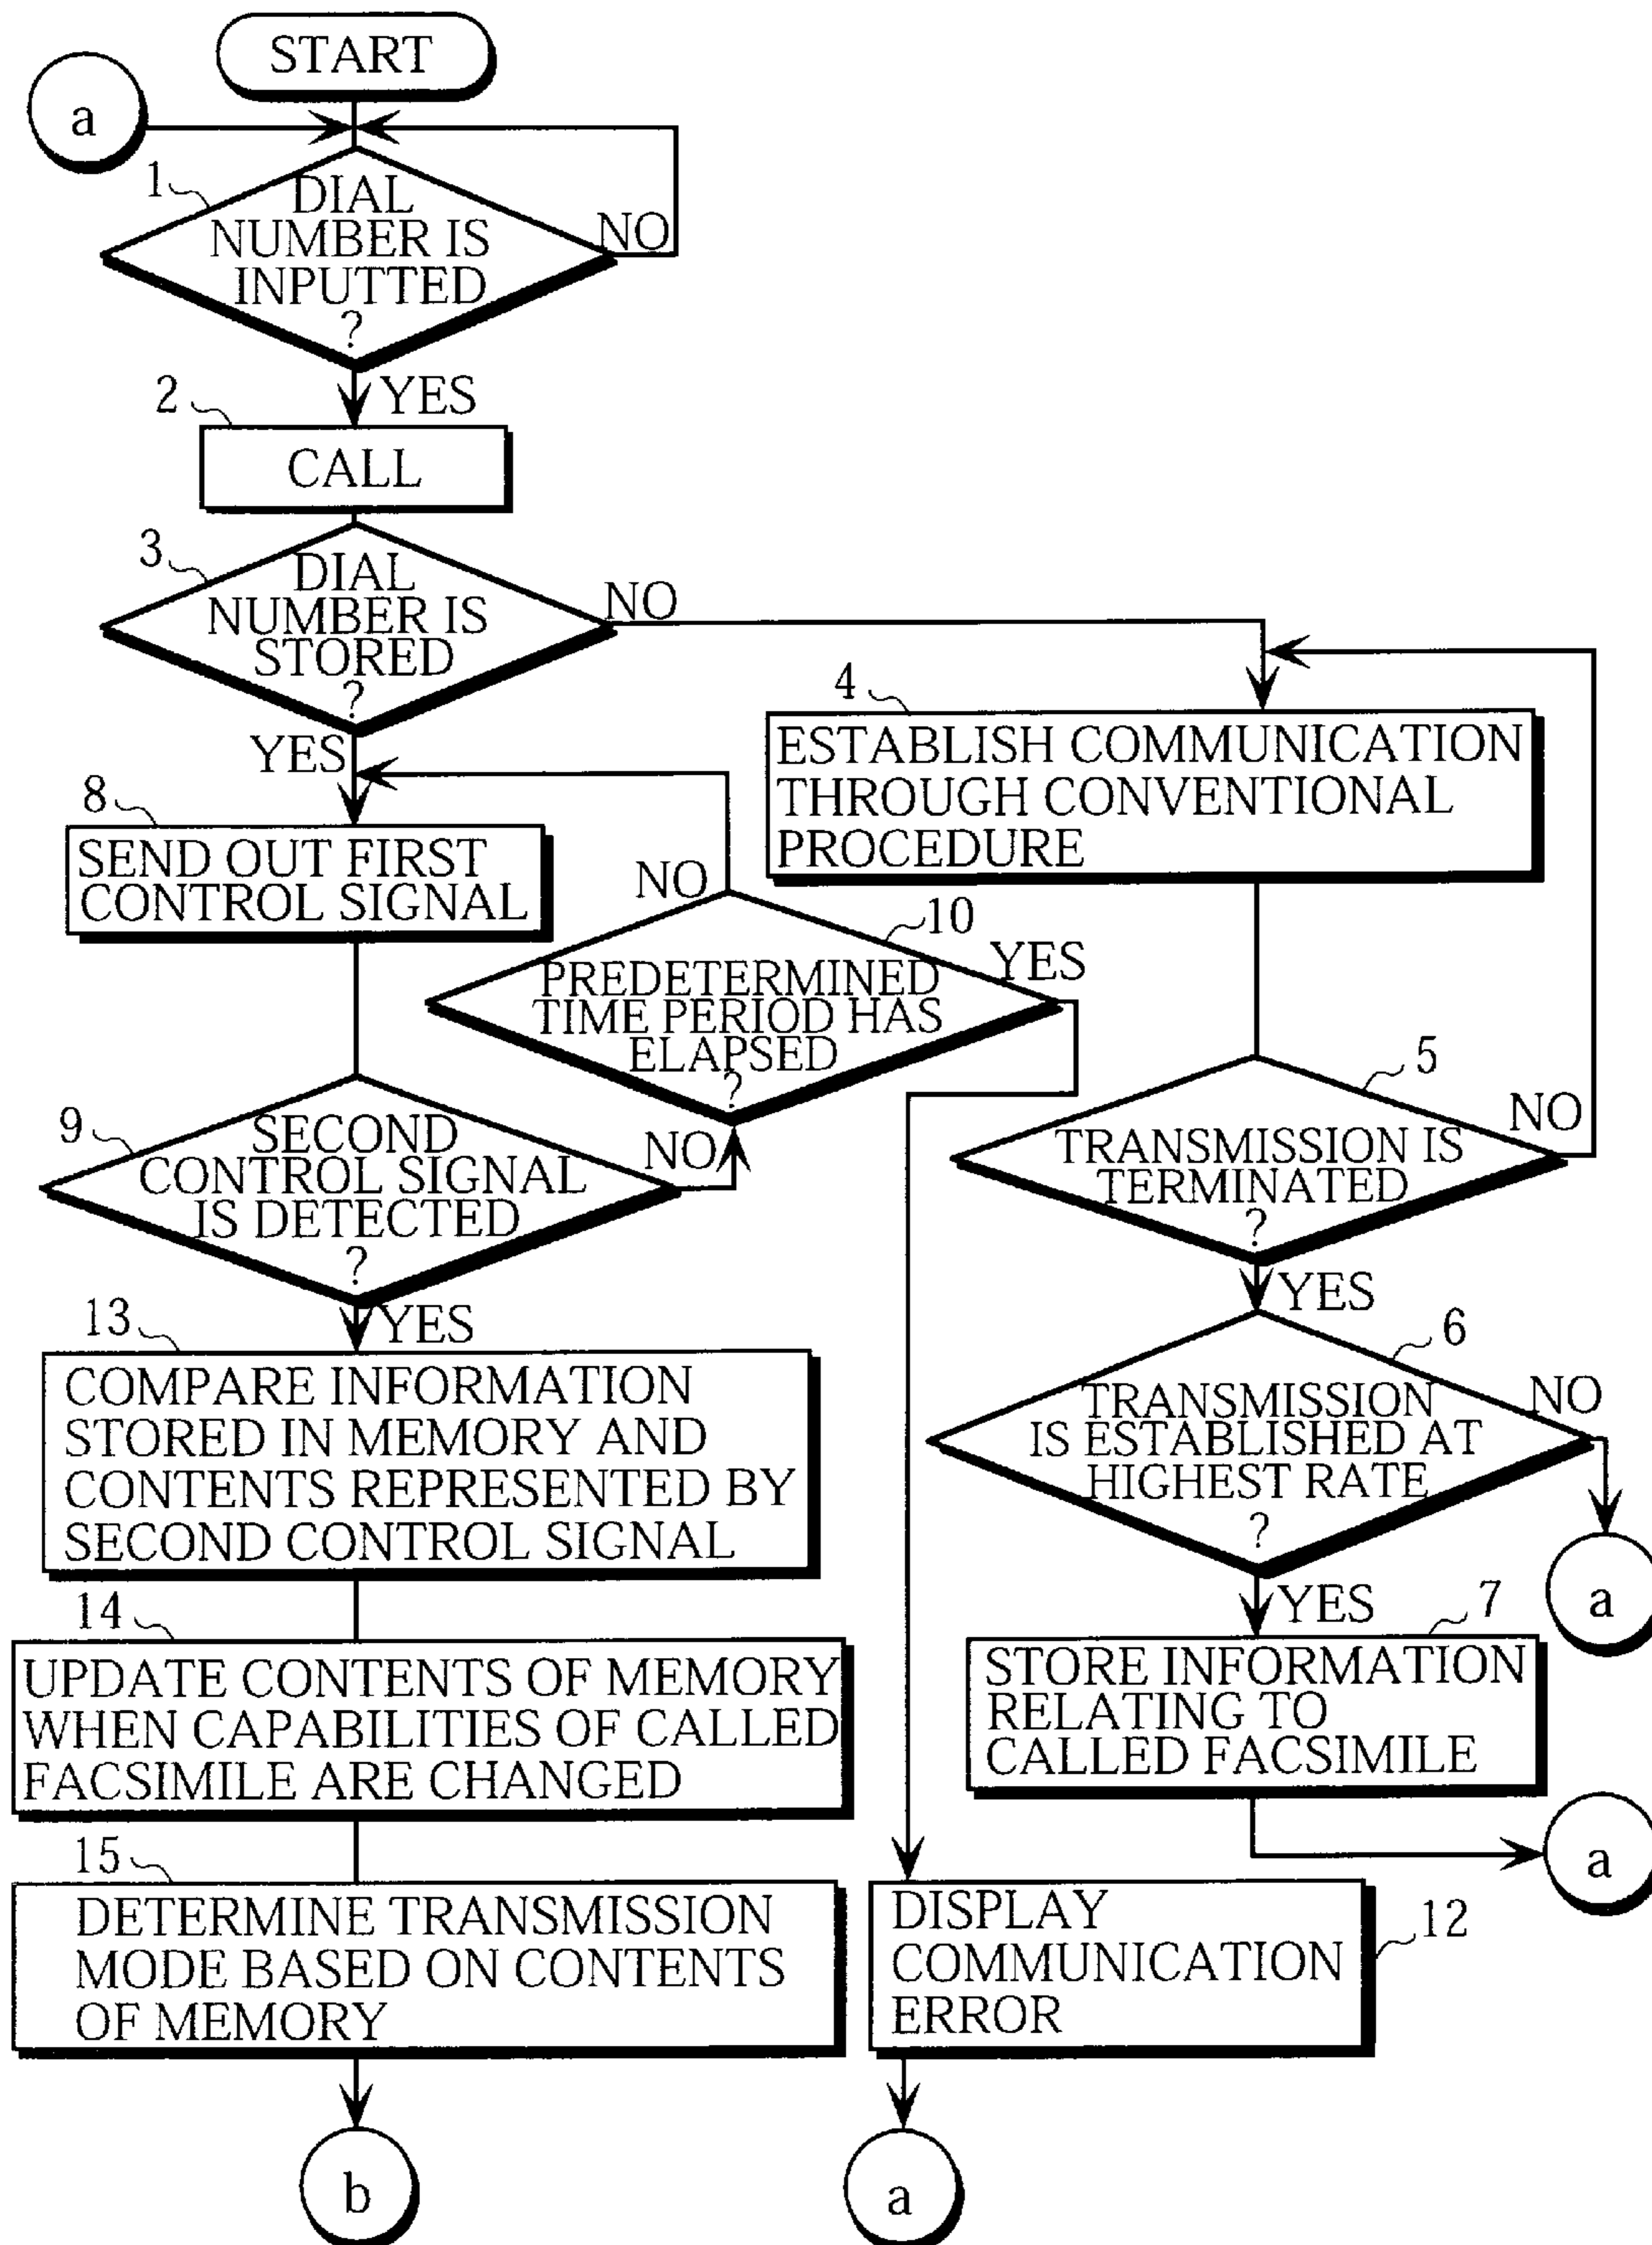 START
a
1
DIAL
NUMBER IS
INPUTTED
?
NO
YES
2
CALL
3
DIAL
NUMBER IS
STORED
?
NO
YES
4
ESTABLISH COMMUNICATION
THROUGH CONVENTIONAL
PROCEDURE
8
SEND OUT FIRST
CONTROL SIGNAL
NO
10
YES
PREDETERMINED
TIME PERIOD HAS
ELAPSED
?
5
TRANSMISSION IS
TERMINATED
?
NO
YES
9
SECOND
CONTROL SIGNAL
IS DETECTED
?
NO
YES
6
TRANSMISSION
IS ESTABLISHED AT
HIGHEST RATE
?
NO
a
YES
13
COMPARE INFORMATION
STORED IN MEMORY AND
CONTENTS REPRESENTED BY
SECOND CONTROL SIGNAL
7
STORE INFORMATION
RELATING TO
CALLED FACSIMILE
a
14
UPDATE CONTENTS OF MEMORY
WHEN CAPABILITIES OF CALLED
FACSIMILE ARE CHANGED
15
DETERMINE TRANSMISSION
MODE BASED ON CONTENTS
OF MEMORY
DISPLAY
COMMUNICATION
ERROR
12
b
a